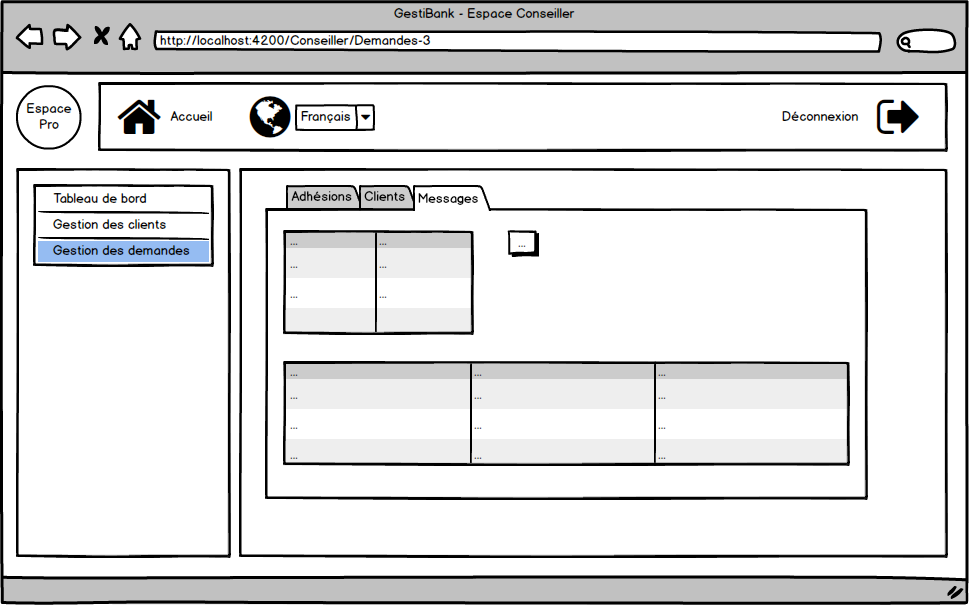 GestiBank - Espace Conseiller
http://localhost:4200/Conseiller/Demandes-3
Espace
Pro
Accueil
Français
Déconnexion
Tableau de bord
Gestion des clients
Gestion des demandes
Adhésions Clients Messages
... ...
... ...
... ...
...
... ... ...
... ... ...
... ... ...
... ... ...